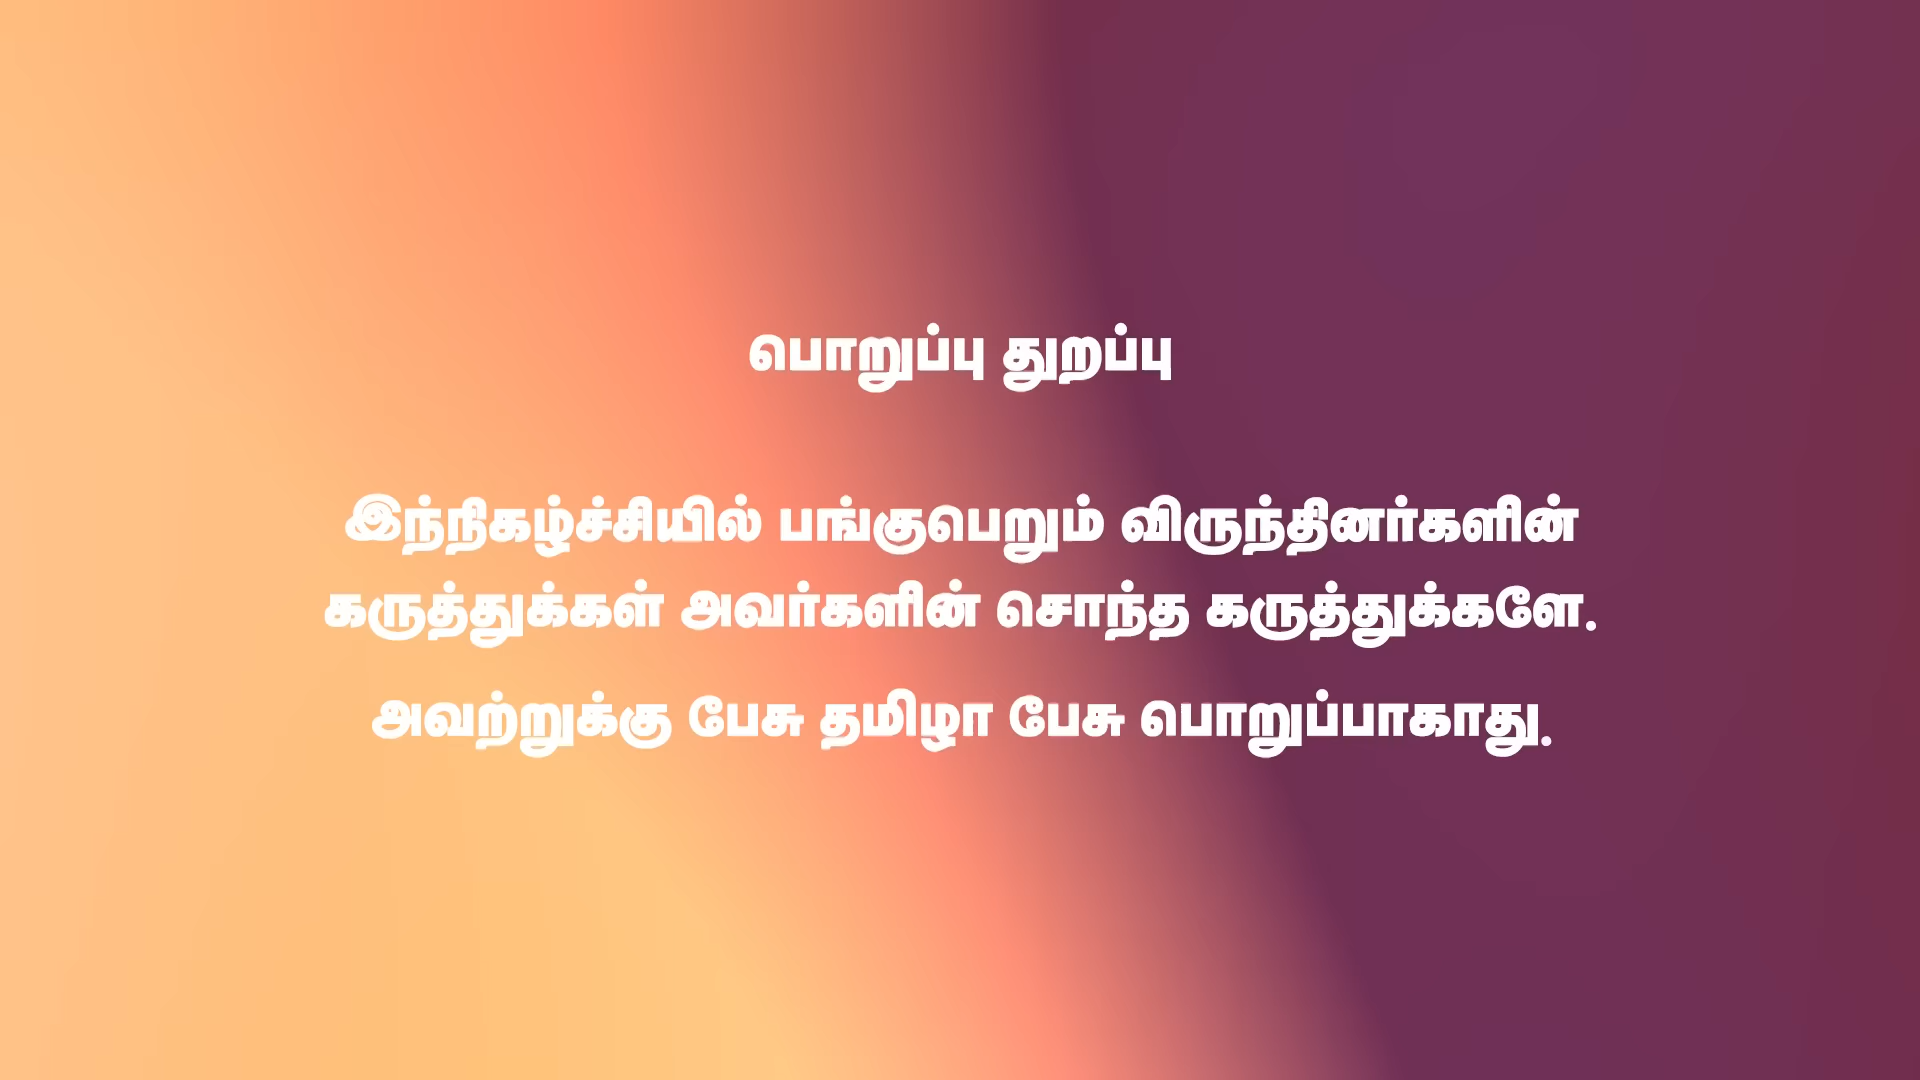 பொறுப்பு துறப்பு
இந்நிகழ்ச்சியில் பங்குபெறும் விருந்தினர்களின்
கருத்துக்கள் அவர்களின் சொந்த கருத்துக்களே.
அவற்றுக்கு பேசு தமிழா பேசு பொறுப்பாகாது.